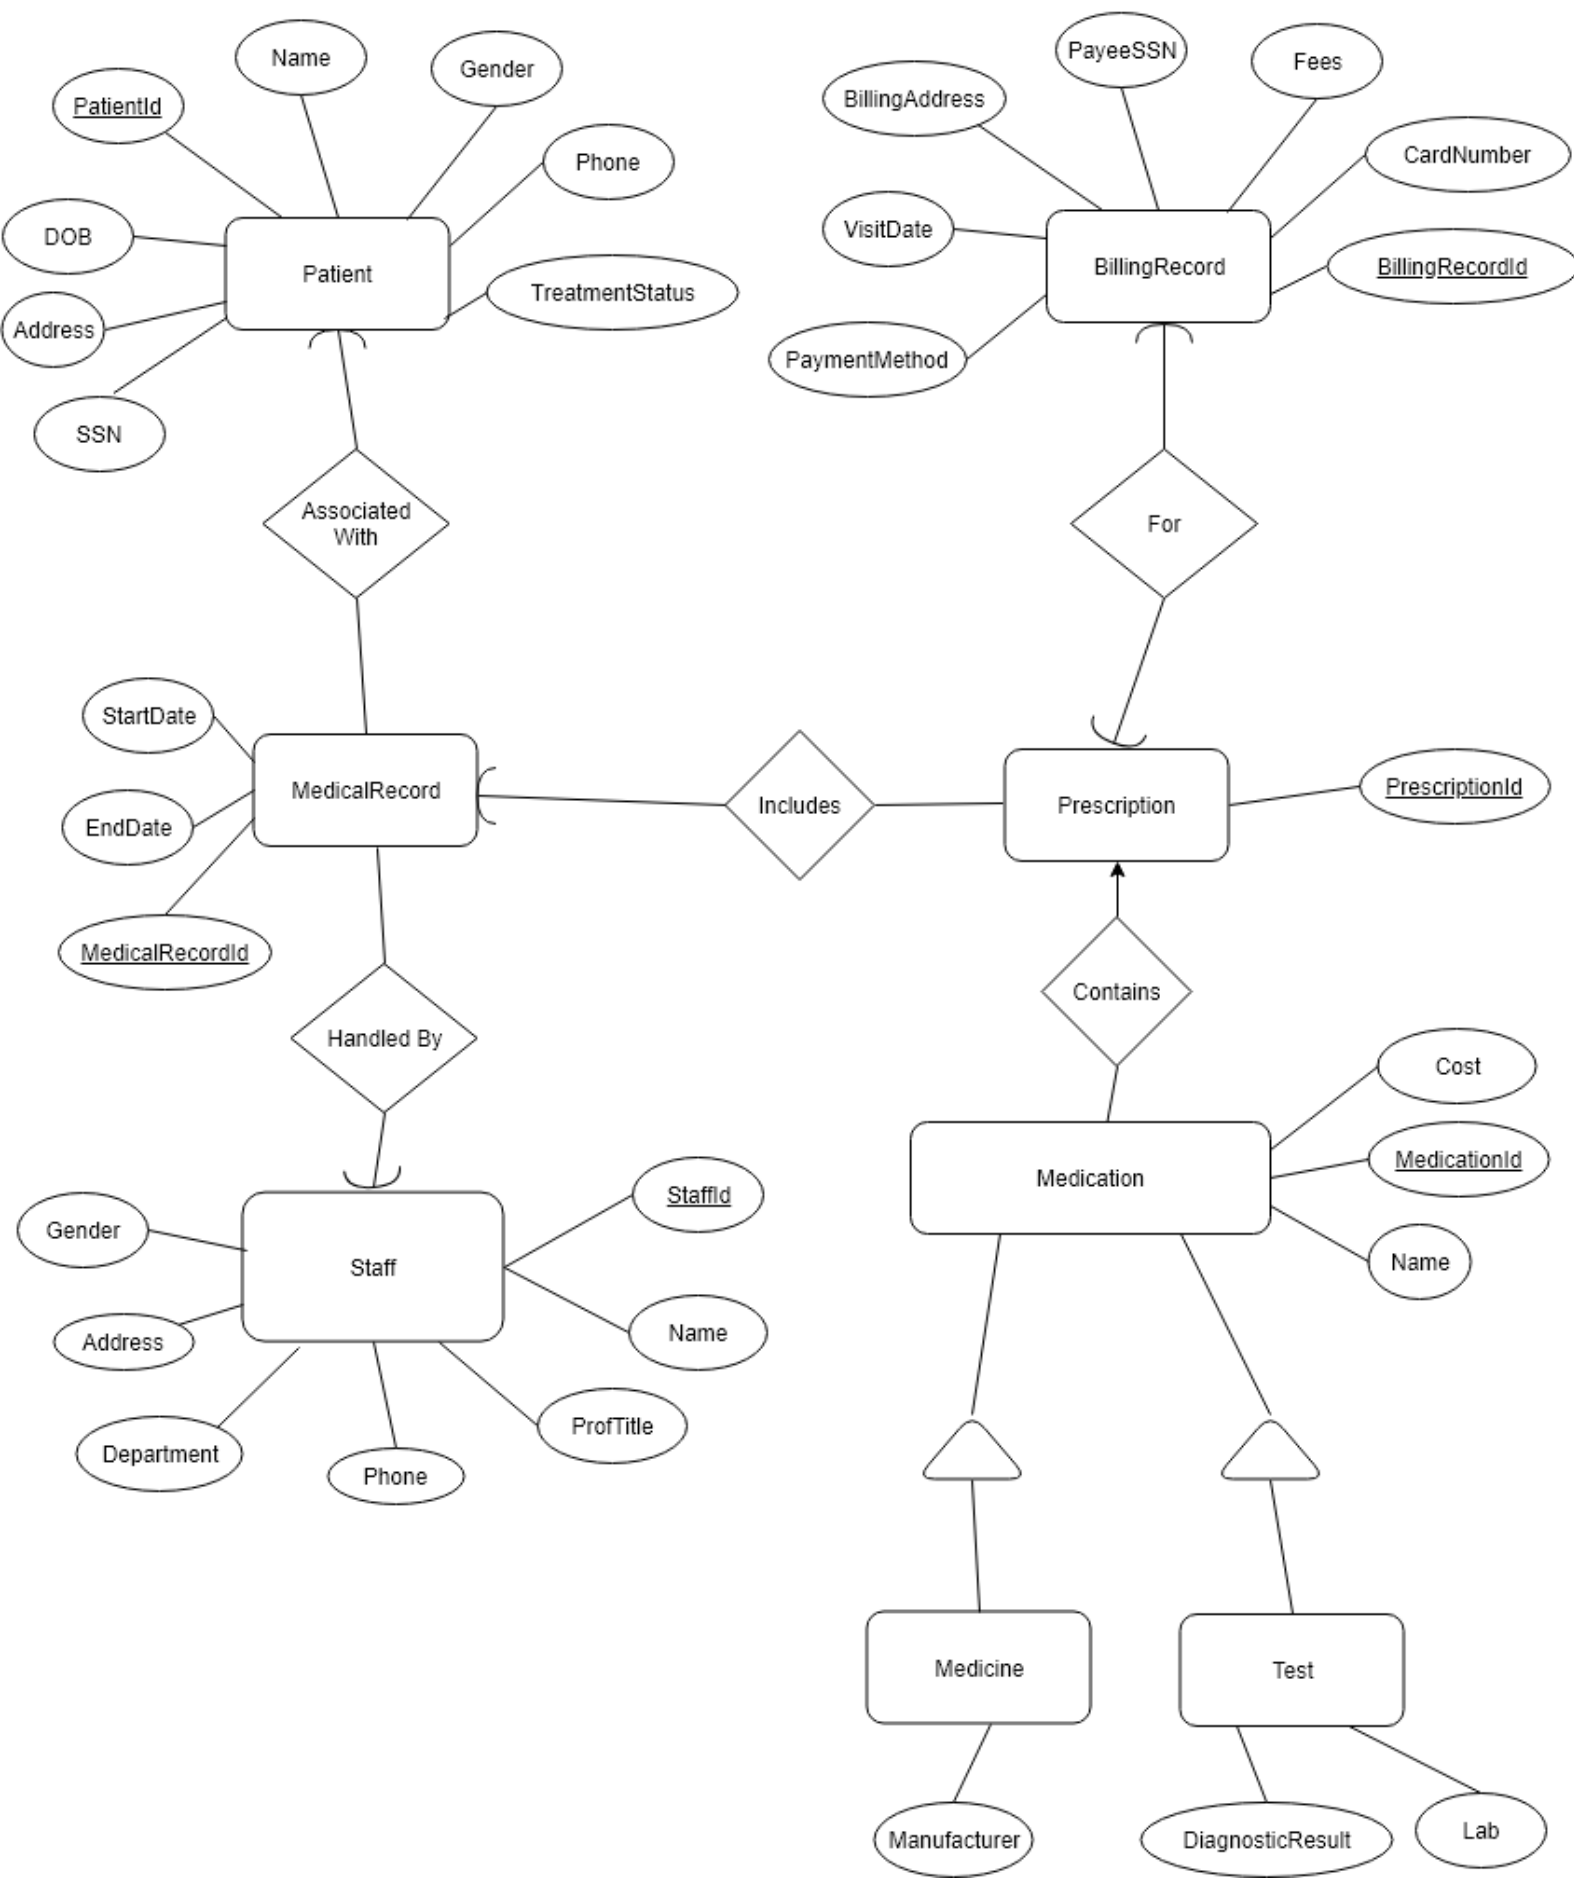 Name
Gender
PatientId
Phone
DOB
Patient
TreatmentStatus
Address
SSN
PayeeSSN
Fees
BillingAddress
CardNumber
VisitDate
BillingRecord
BillingRecordId
PaymentMethod
Associated
With
For
StartDate
MedicalRecord
EndDate
MedicalRecordId
Includes
Prescription
PrescriptionId
Handled By
Contains
Cost
Medication
MedicationId
Name
StaffId
Gender
Staff
Name
Address
ProfTitle
Department
Phone
Medicine
Test
Manufacturer
DiagnosticResult
Lab